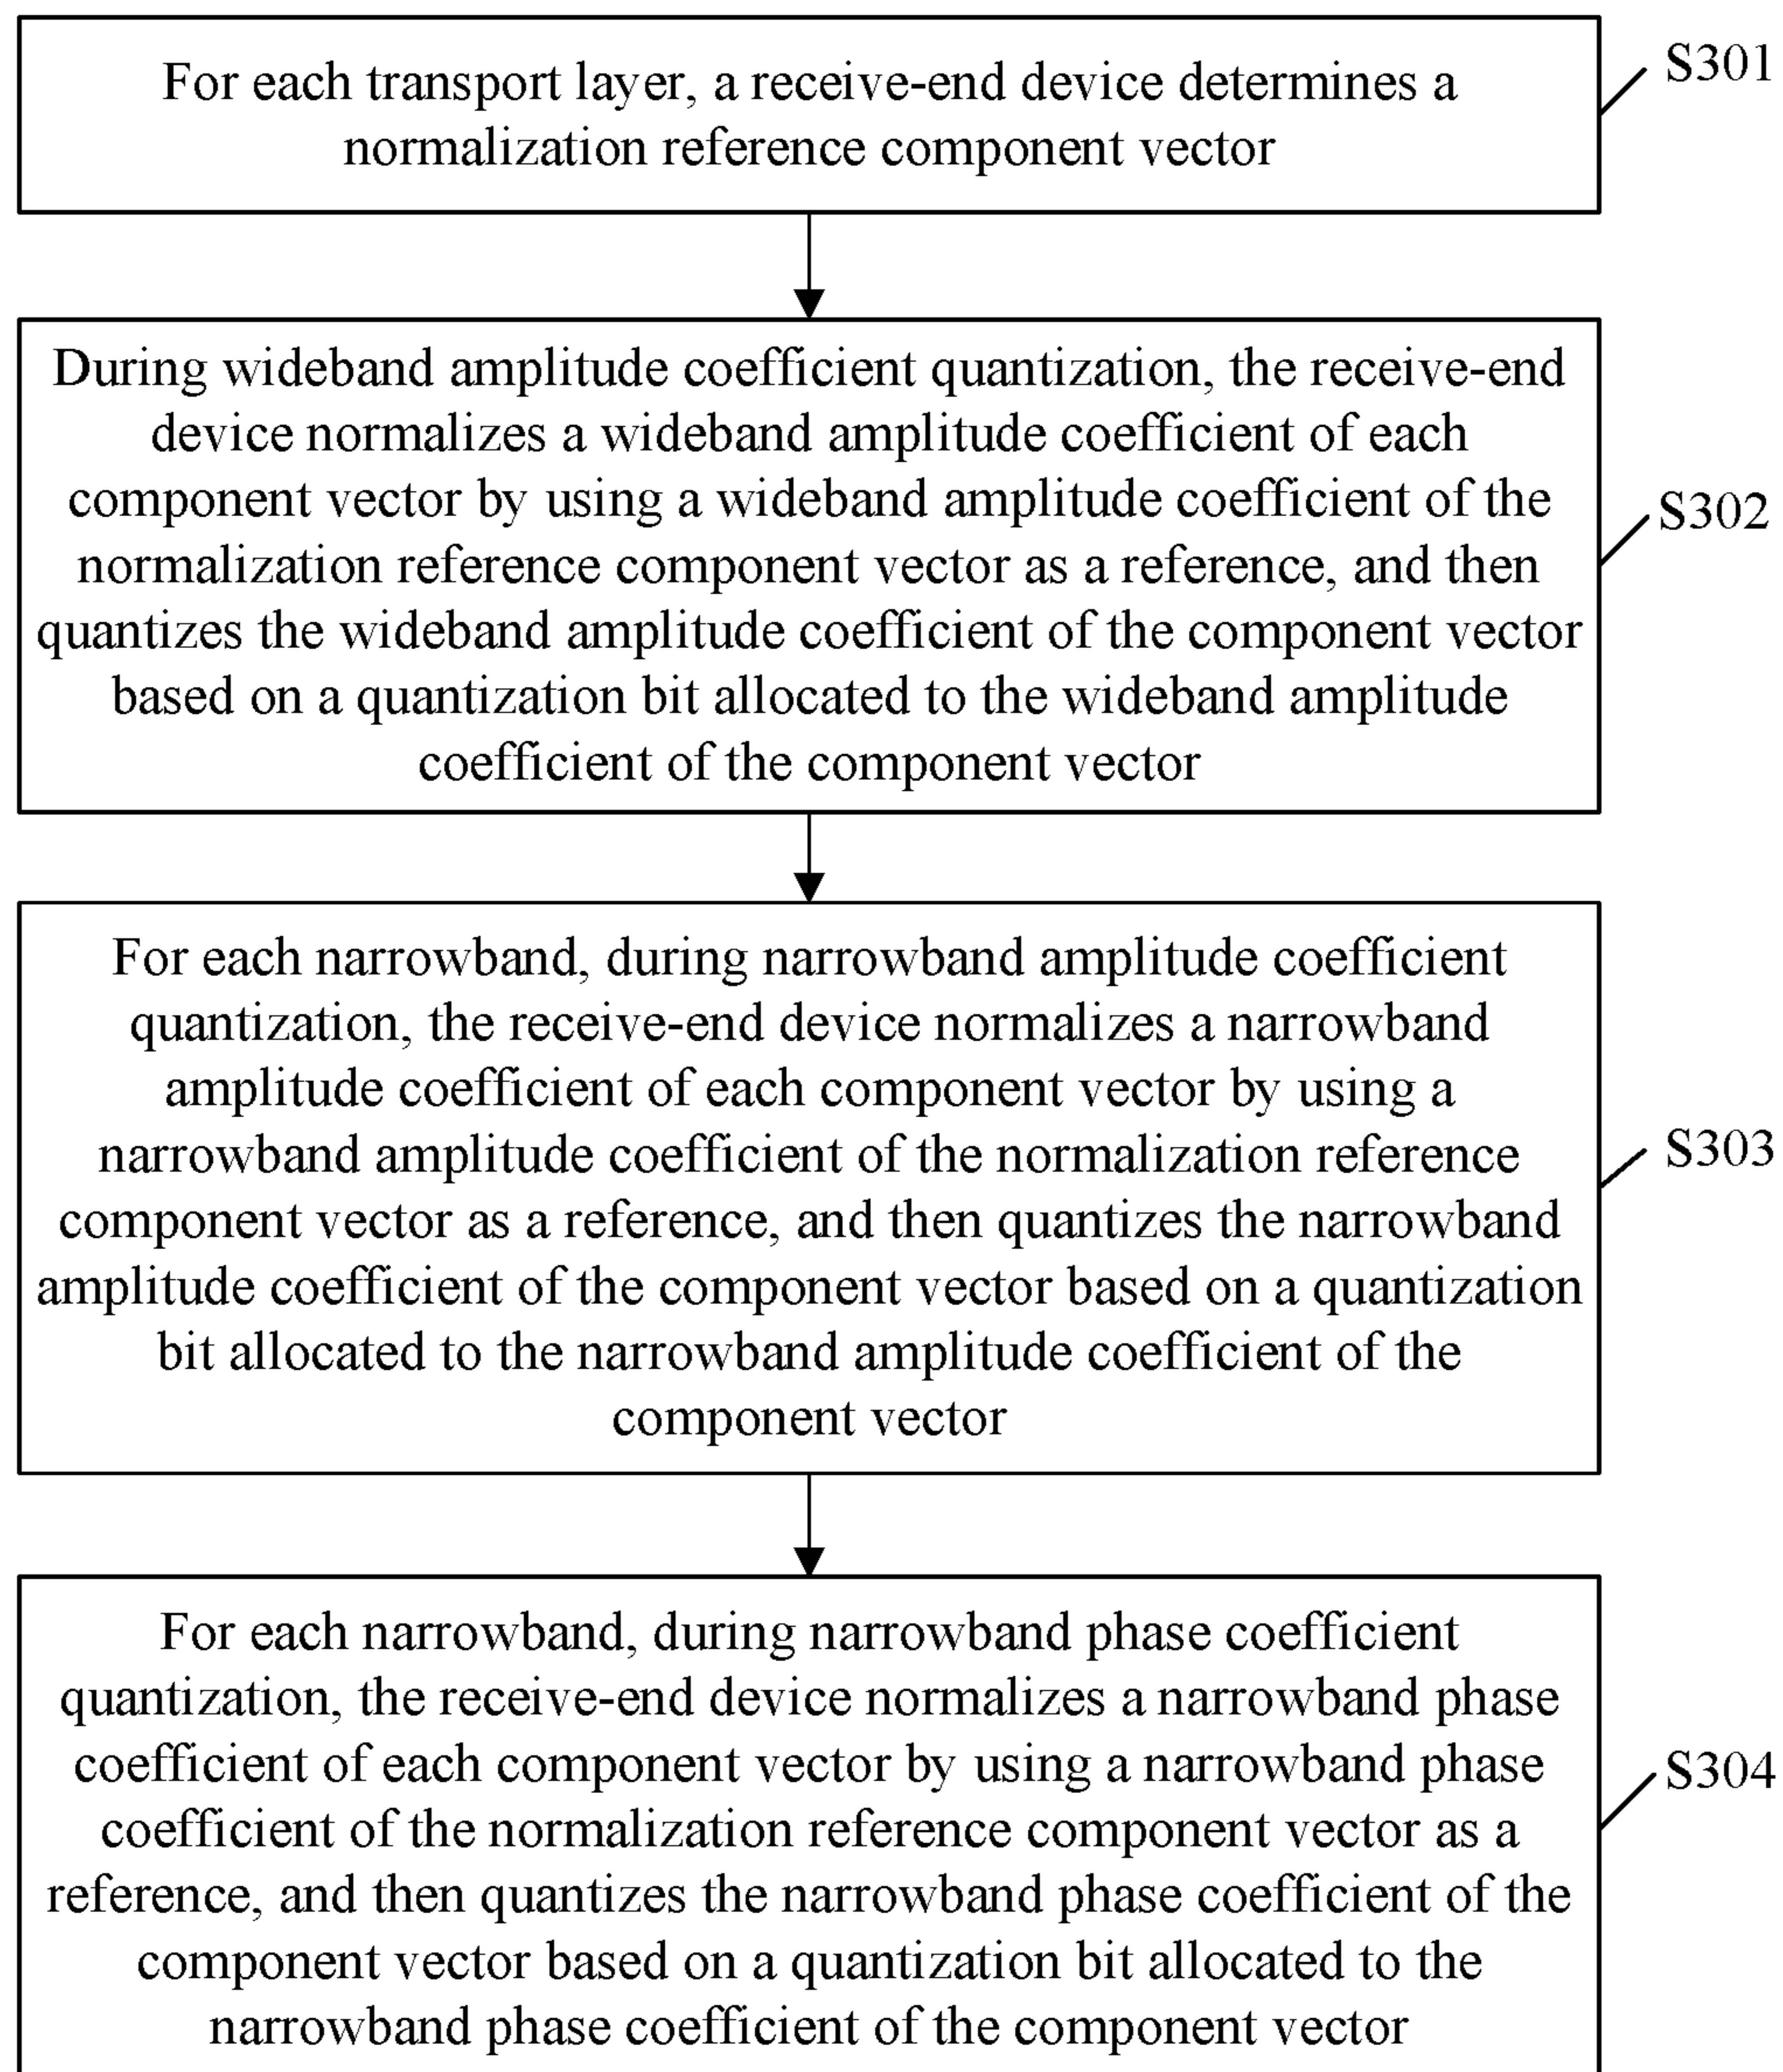 For each transport layer, a receive-end device determines a
normalization reference component vector
S301
During wideband amplitude coefficient quantization, the receive-end
device normalizes a wideband amplitude coefficient of each
component vector by using a wideband amplitude coefficient of the
normalization reference component vector as a reference, and then
quantizes the wideband amplitude coefficient of the component vector
based on a quantization bit allocated to the wideband amplitude
coefficient of the component vector
S302
For each narrowband, during narrowband amplitude coefficient
quantization, the receive-end device normalizes a narrowband
amplitude coefficient of each component vector by using a
narrowband amplitude coefficient of the normalization reference
component vector as a reference, and then quantizes the narrowband
amplitude coefficient of the component vector based on a quantization
bit allocated to the narrowband amplitude coefficient of the
component vector
S303
For each narrowband, during narrowband phase coefficient
quantization, the receive-end device normalizes a narrowband phase
coefficient of each component vector by using a narrowband phase
coefficient of the normalization reference component vector as a
reference, and then quantizes the narrowband phase coefficient of the
component vector based on a quantization bit allocated to the
narrowband phase coefficient of the component vector
S304